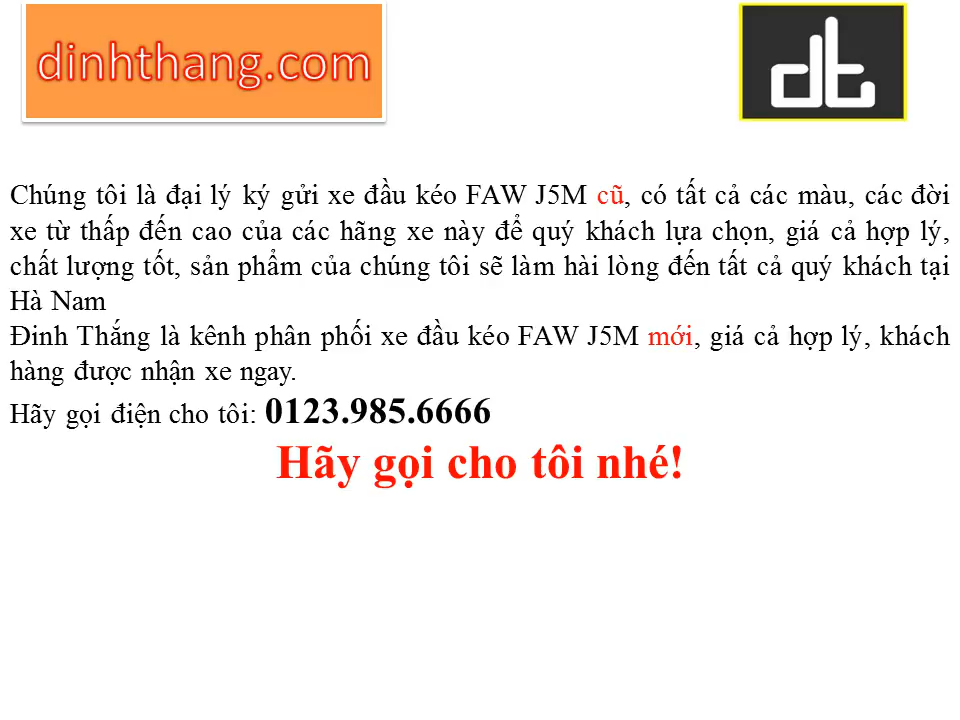 dinhthang.com
dt
Chúng tôi là đại lý ký gửi xe đầu kéo FAW J5M cũ, có tất cả các màu, các đời
xe từ thấp đến cao của các hãng xe này để quý khách lựa chọn, giá cả hợp lý,
chất lượng tốt, sản phẩm của chúng tôi sẽ làm hài lòng đến tất cả quý khách tại
Hà Nam
Đinh Thắng là kênh phân phối xe đầu kéo FAW J5M mới, giá cả hợp lý, khách
hàng được nhận xe ngay.
Hãy gọi điện cho tôi: 0123.985.6666
Hãy gọi cho tôi nhé!